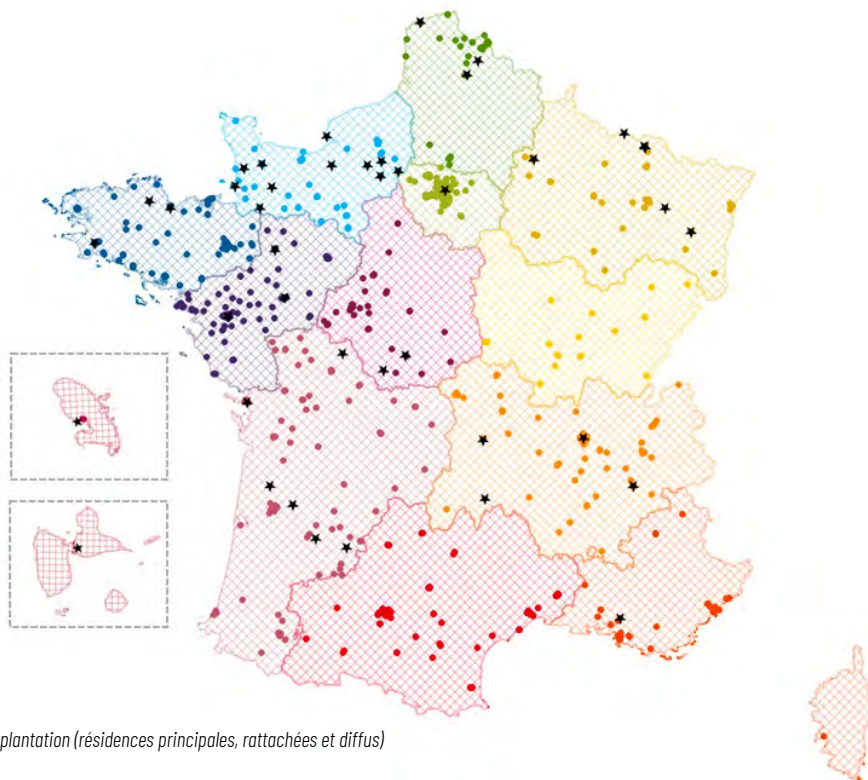 plantation (résidences principales, rattachées et diffus)